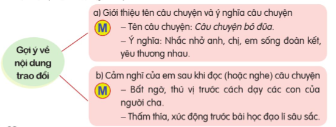 a) Giới thiệu tên câu chuyện và ý nghĩa câu chuyện
M
– Tên câu chuyện: Câu chuyện bó đũa.
– Ý nghĩa: Nhắc nhở anh, chị, em sống đoàn kết,
yêu thương nhau.
Gợi ý về
nội dung
trao đổi
b) Cảm nghĩ của em sau khi đọc (hoặc nghe) câu chuyện
M
– Bất ngờ, thú vị trước cách dạy các con của
người cha.
– Thấm thía, xúc động trước bài học đạo lí sâu sắc.